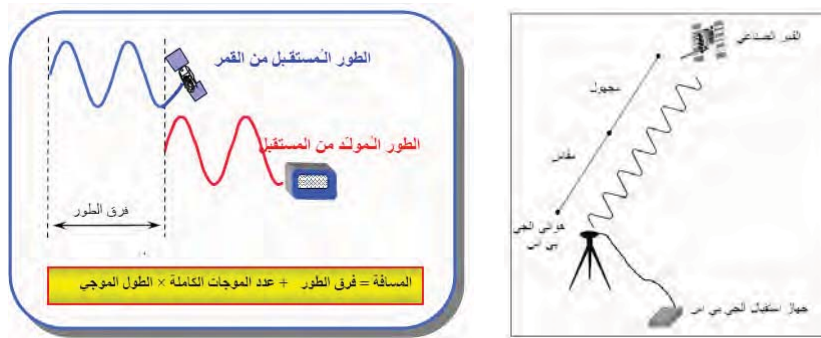 الطور المُستقبل من القمر
الطور المُولّد من المستقبل
فرق الطور
المسافة = فرق الطور + عدد الموجات الكاملة × الطول الموجي
القمر الصناعي
مجهول
مقاس
هوائي الجي
بي اس
جهاز استقبال الجي بي اس